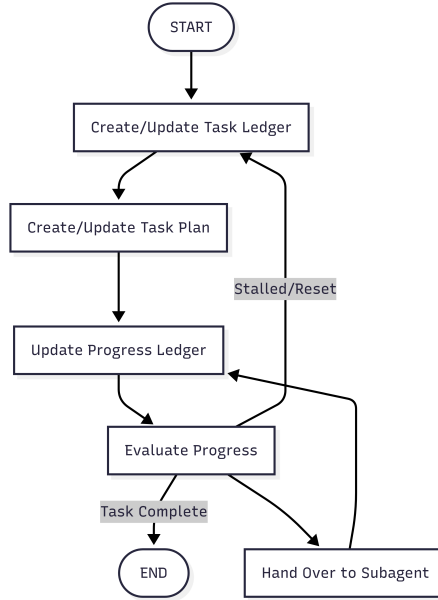 START
Create/Update Task Ledger
Create/Update Task Plan
Stalled/Reset
Update Progress Ledger
Evaluate Progress
Task Complete
END
Hand Over to Subagent